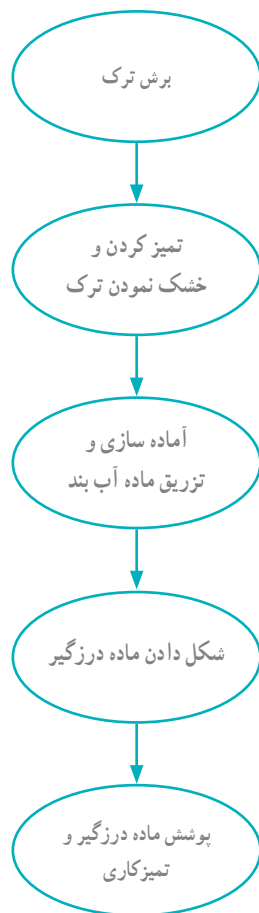 برش ترک
تمیز کردن و
خشک نمودن ترک
آماده سازی و
تزریق ماده آب بند
شکل دادن ماده درزگیر
پوشش ماده درزگیر و
تمیزکاری